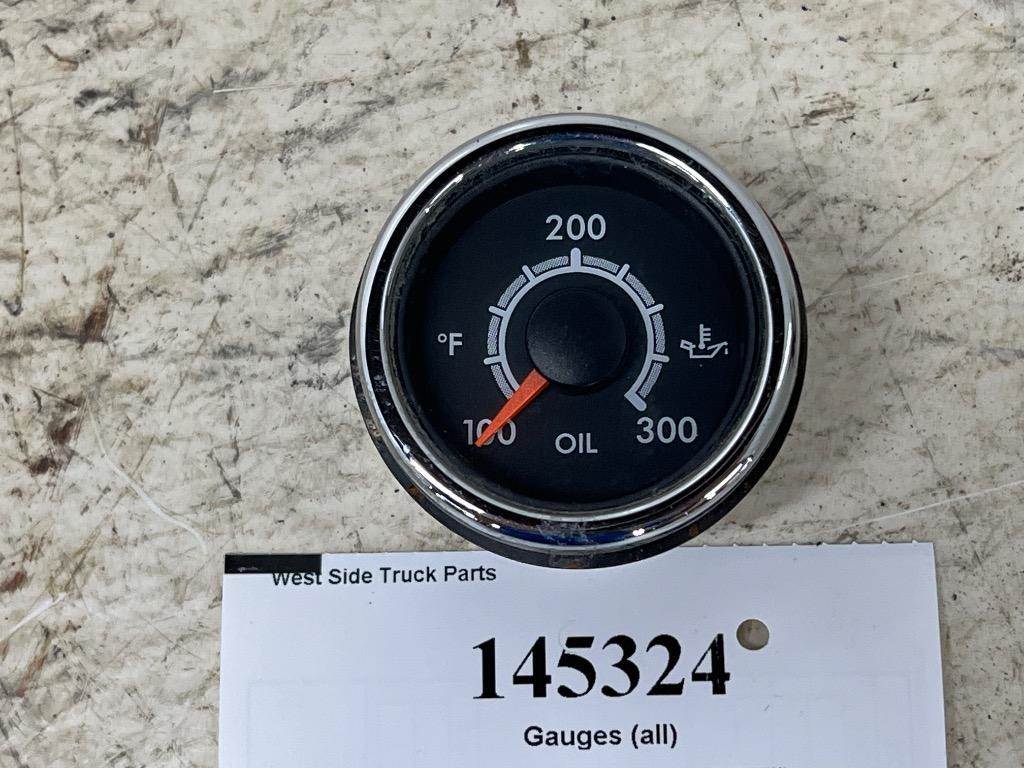 200
°F
100
OIL
300
West Side Truck Parts
145324
Gauges (all)